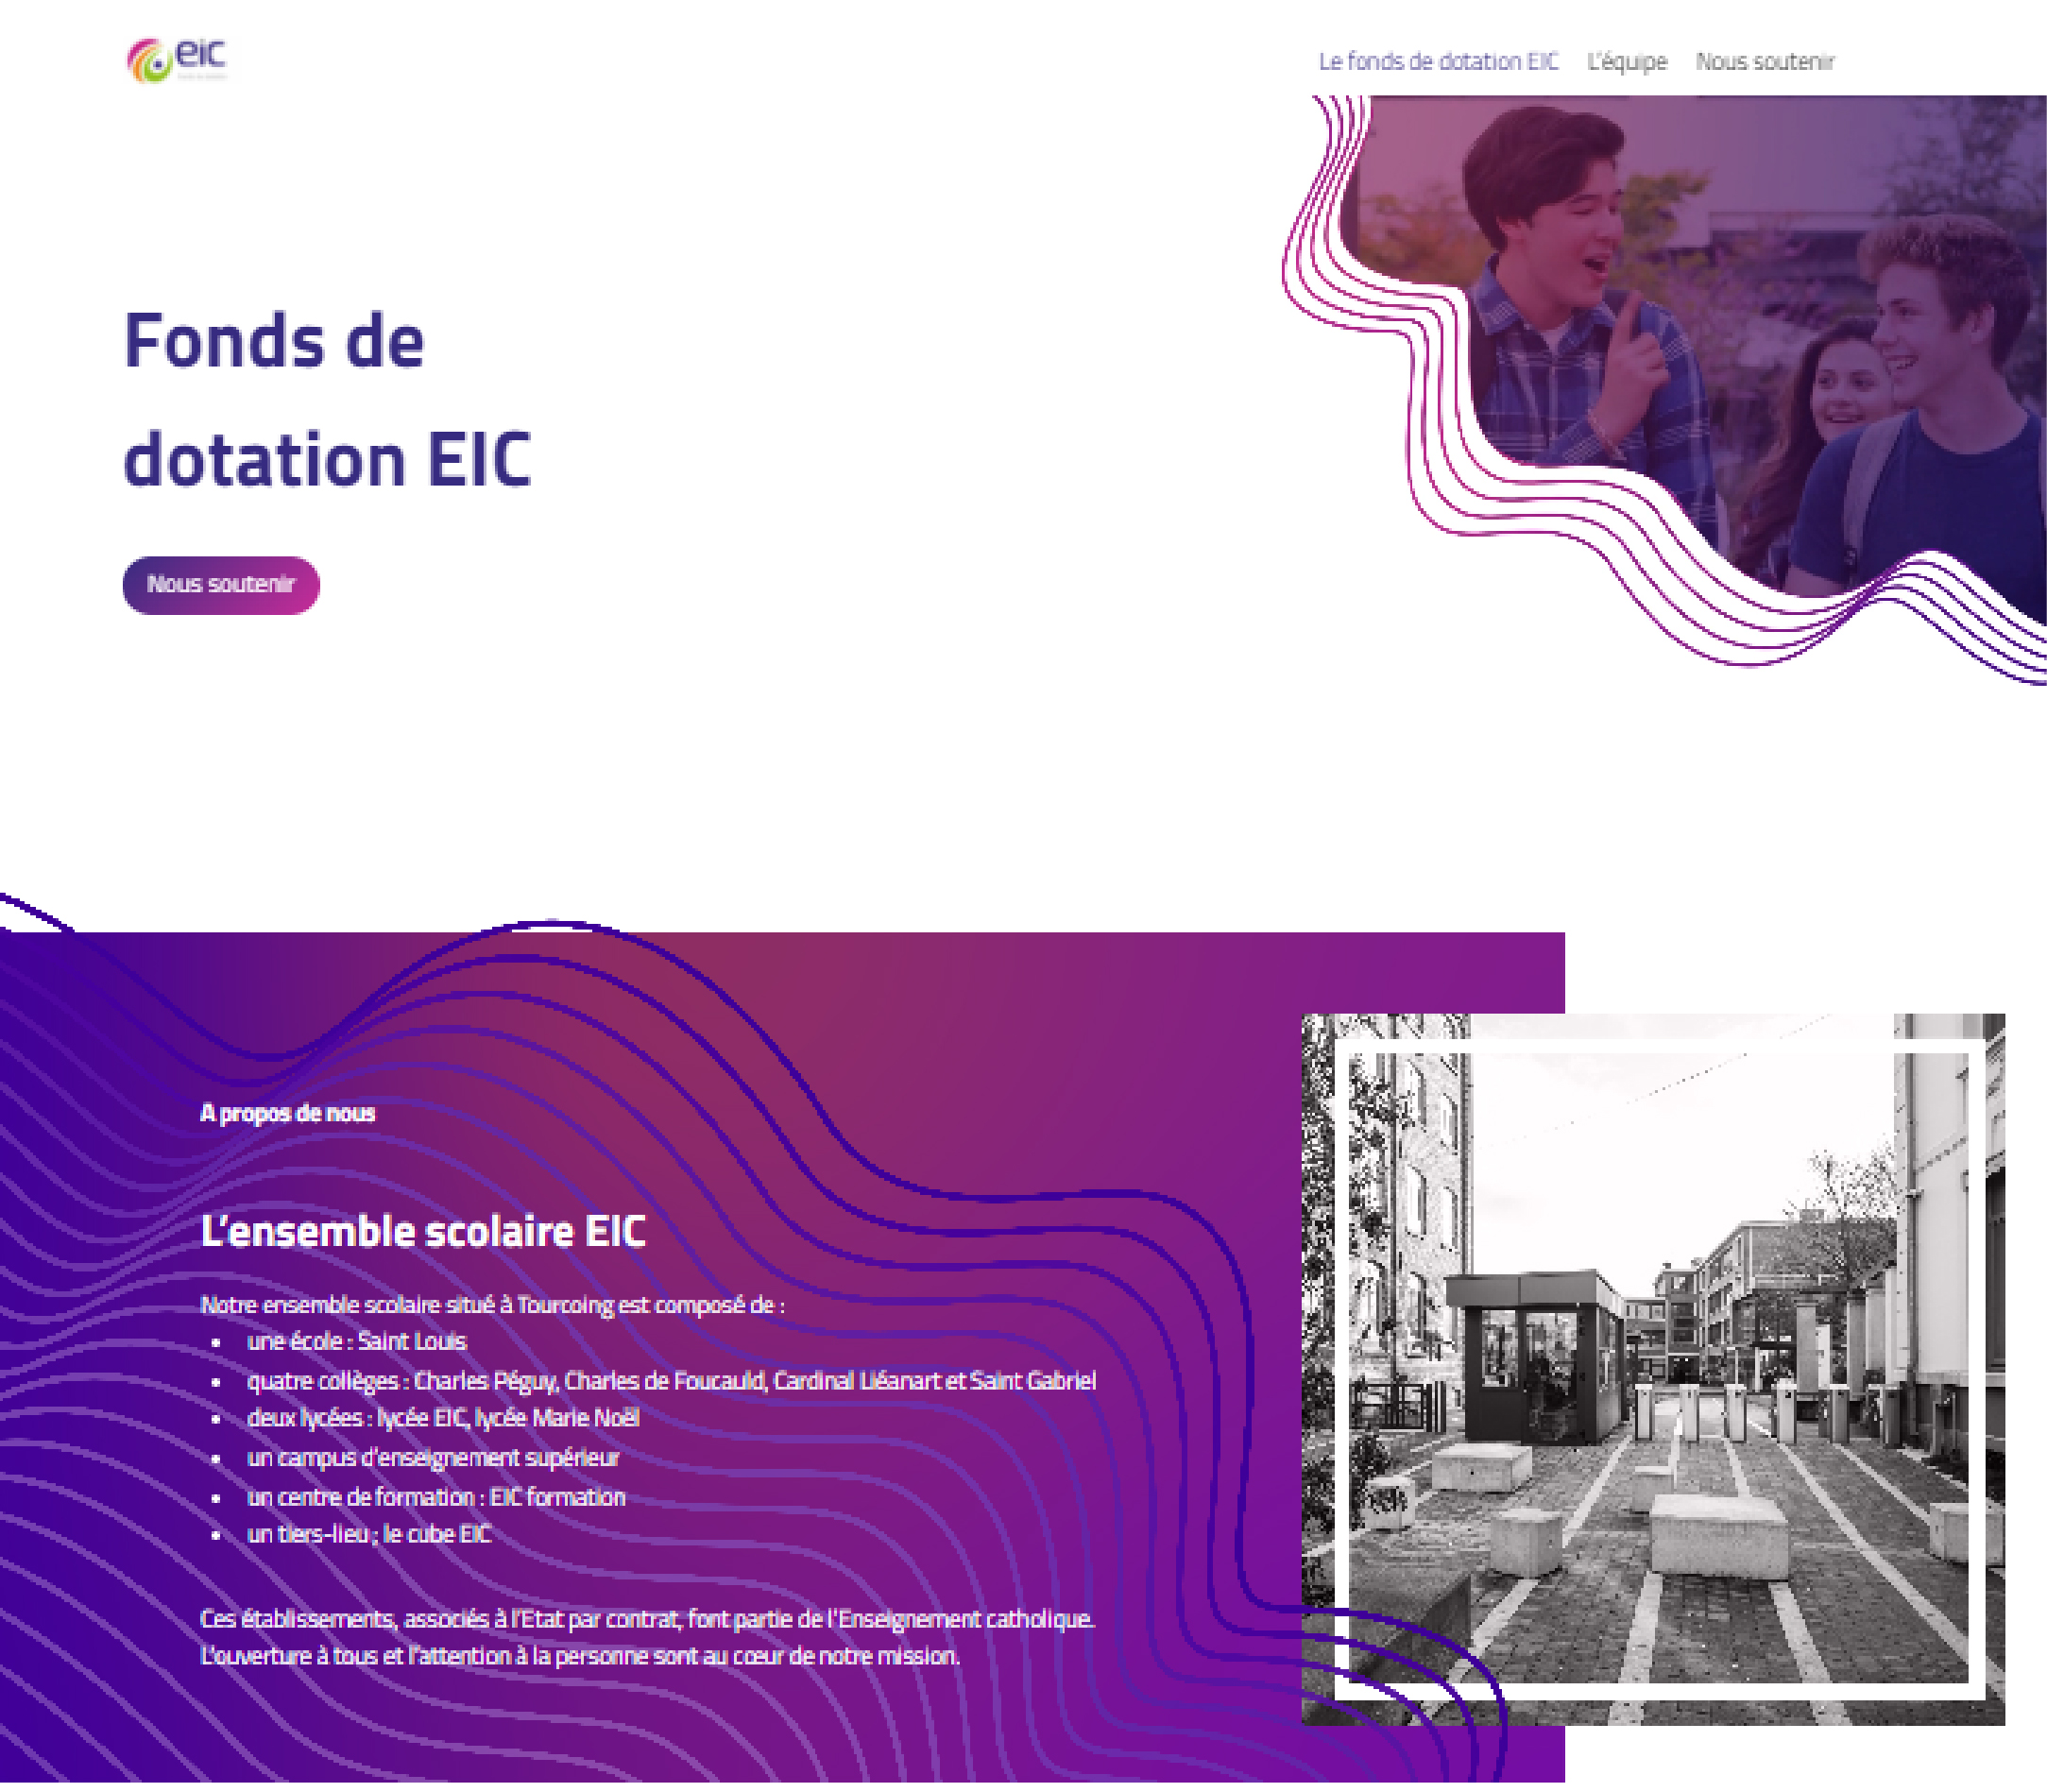 eic
Le fonds de dotation EIC L'équipe Nous soutenir
Fonds de
dotation EIC
Nous soutenir
A propos de nous
L'ensemble scolaire EIC
Notre ensemble scolaire situé à Tourcoing est composé de :
• une école : Saint Louis
• quatre collèges : Charles Péguy, Charles de Foucauld, Cardinal Liéanart et Saint Gabriel
• deux lycées : lycée EIC, lycée Marie Noël
• un campus d'enseignement supérieur
• un centre de formation : EIC formation
• un tiers-lieu ; le cube EIC
Ces établissements, associés à l'Etat par contrat, font partie de l'Enseignement catholique.
L'ouverture à tous et l'attention à la personne sont au cœur de notre mission.